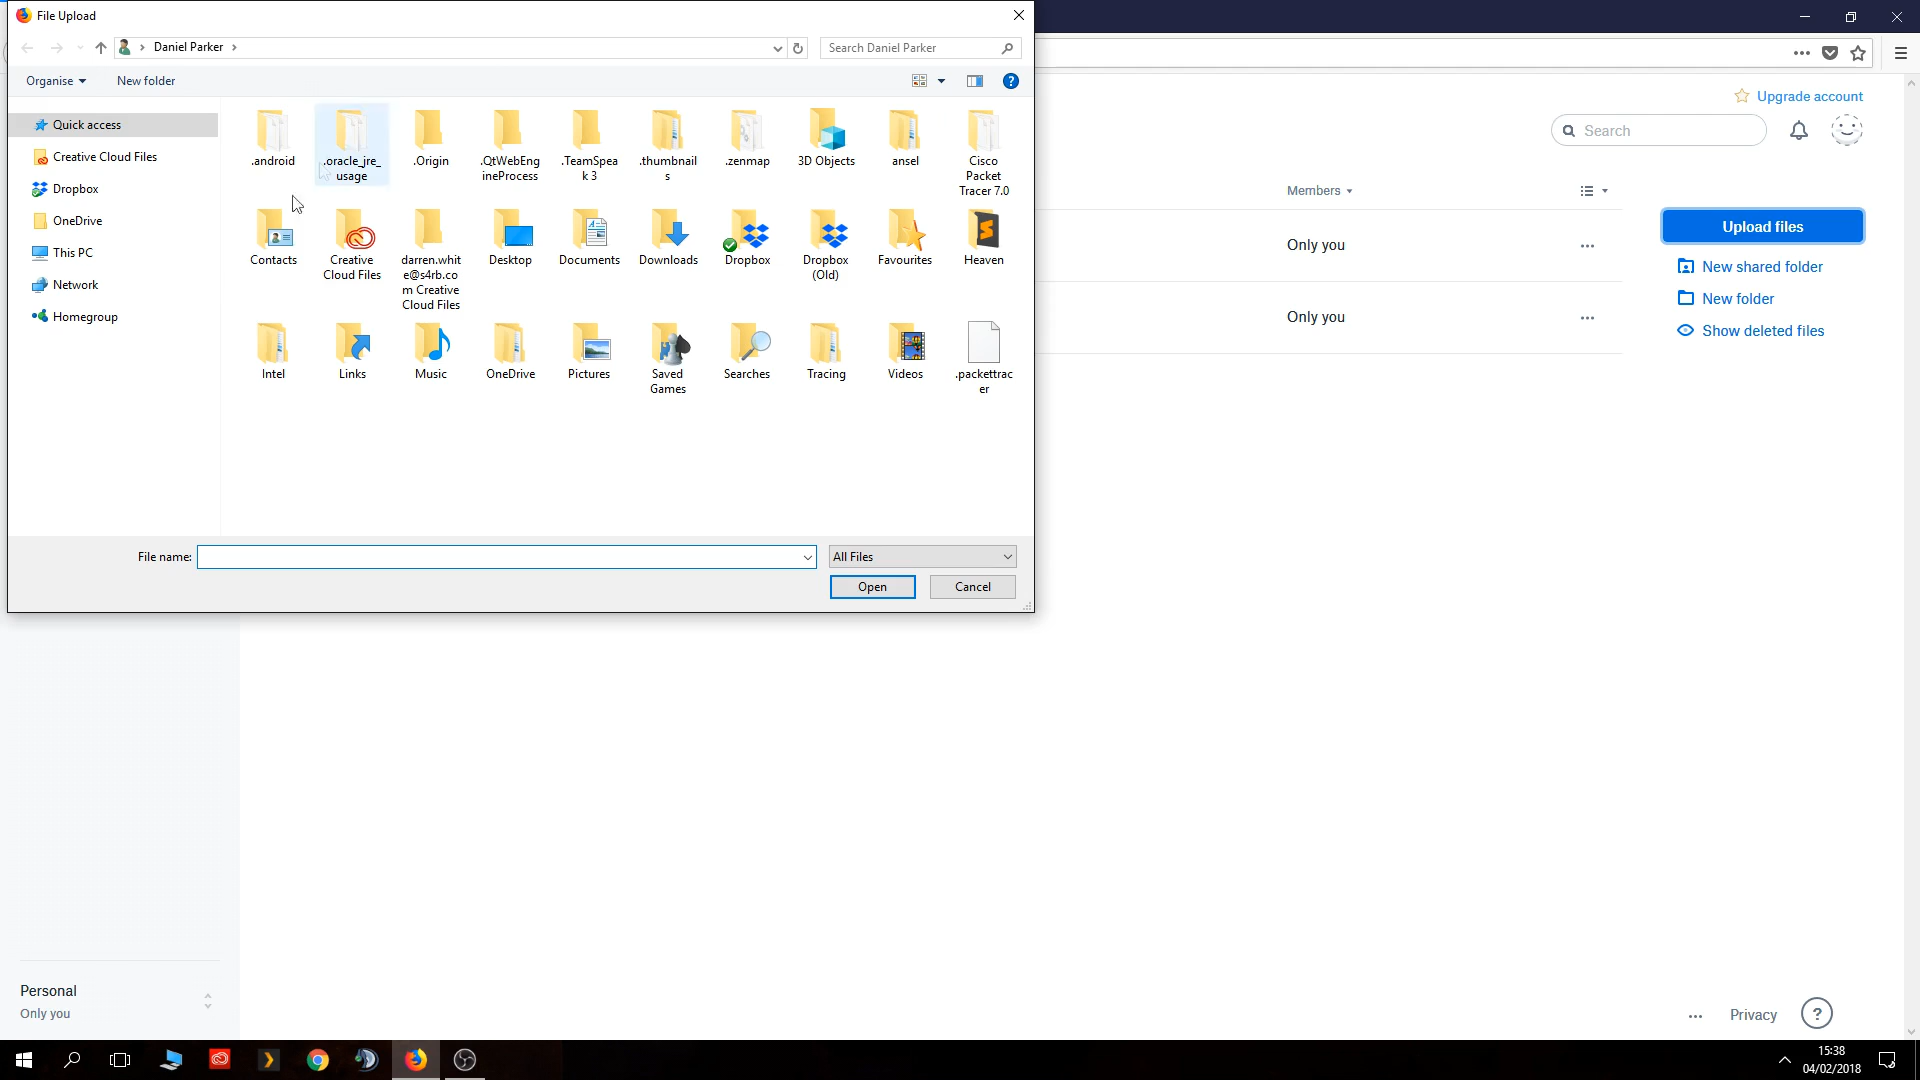 File Upload
Daniel Parker
Search Daniel Parker
Organise
New folder
Quick access
Creative Cloud Files
Dropbox
OneDrive
This PC
Network
Homegroup
.android
.oracle_jre_
usage
.Origin
.QtWebEng
ineProcess
.TeamSpea
k 3
.thumbnail
s
.zenmap
3D Objects
ansel
Cisco
Packet
Tracer 7.0
Contacts
Creative
Cloud Files
darren.whit
e@s4rb.co
m Creative
Cloud Files
Desktop
Documents
Downloads
Dropbox
Dropbox
(Old)
Favourites
Heaven
Intel
Links
Music
OneDrive
Pictures
Saved
Games
Searches
Tracing
Videos
.packettrac
er
File name:
All Files
Open
Cancel
Upgrade account
Search
Members
Only you
Only you
Upload files
New shared folder
New folder
Show deleted files
Personal
Only you
Privacy
?
15:38
04/02/2018